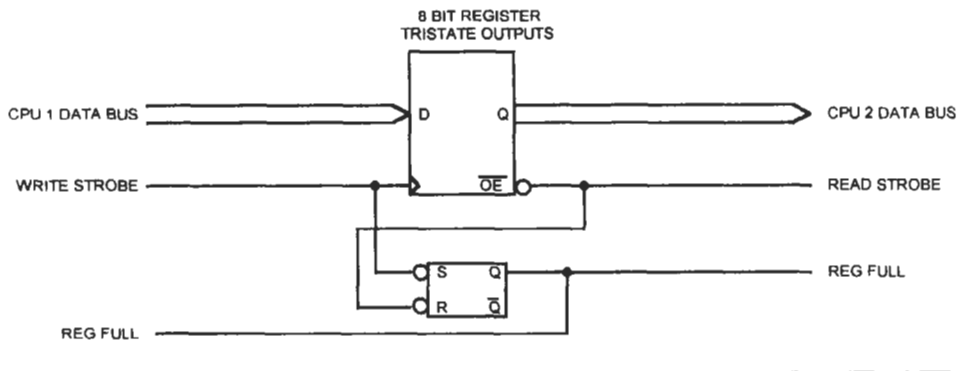 8 BIT REGISTER
TRISTATE OUTPUTS
CPU 1 DATA BUS
D
Q
CPU 2 DATA BUS
WRITE STROBE
OE
READ STROBE
S
Q
REG FULL
R
Q
REG FULL